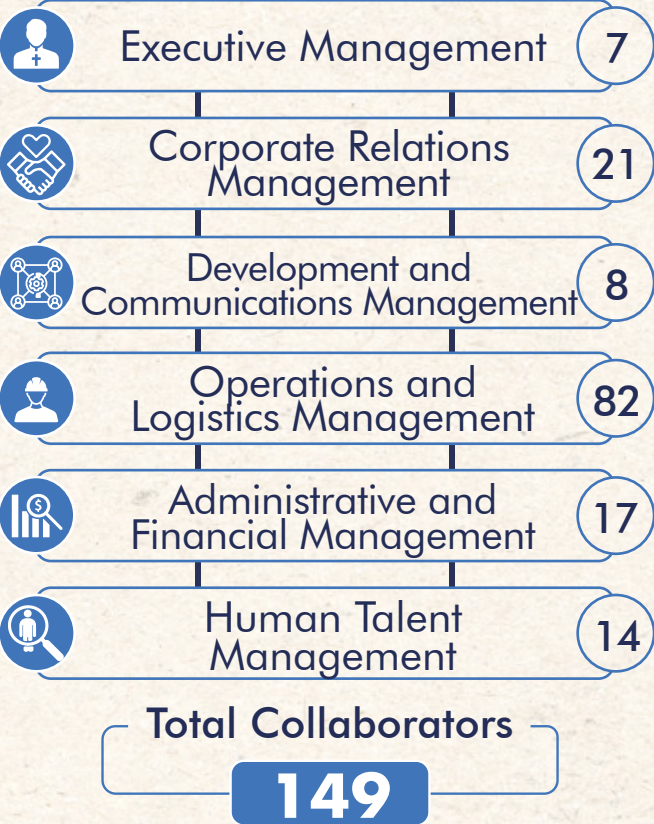 Executive Management
7
Corporate Relations
Management
21
Development and
Communications Management
8
Operations and
Logistics Management
82
Administrative and
Financial Management
17
Human Talent
Management
14
Total Collaborators
149